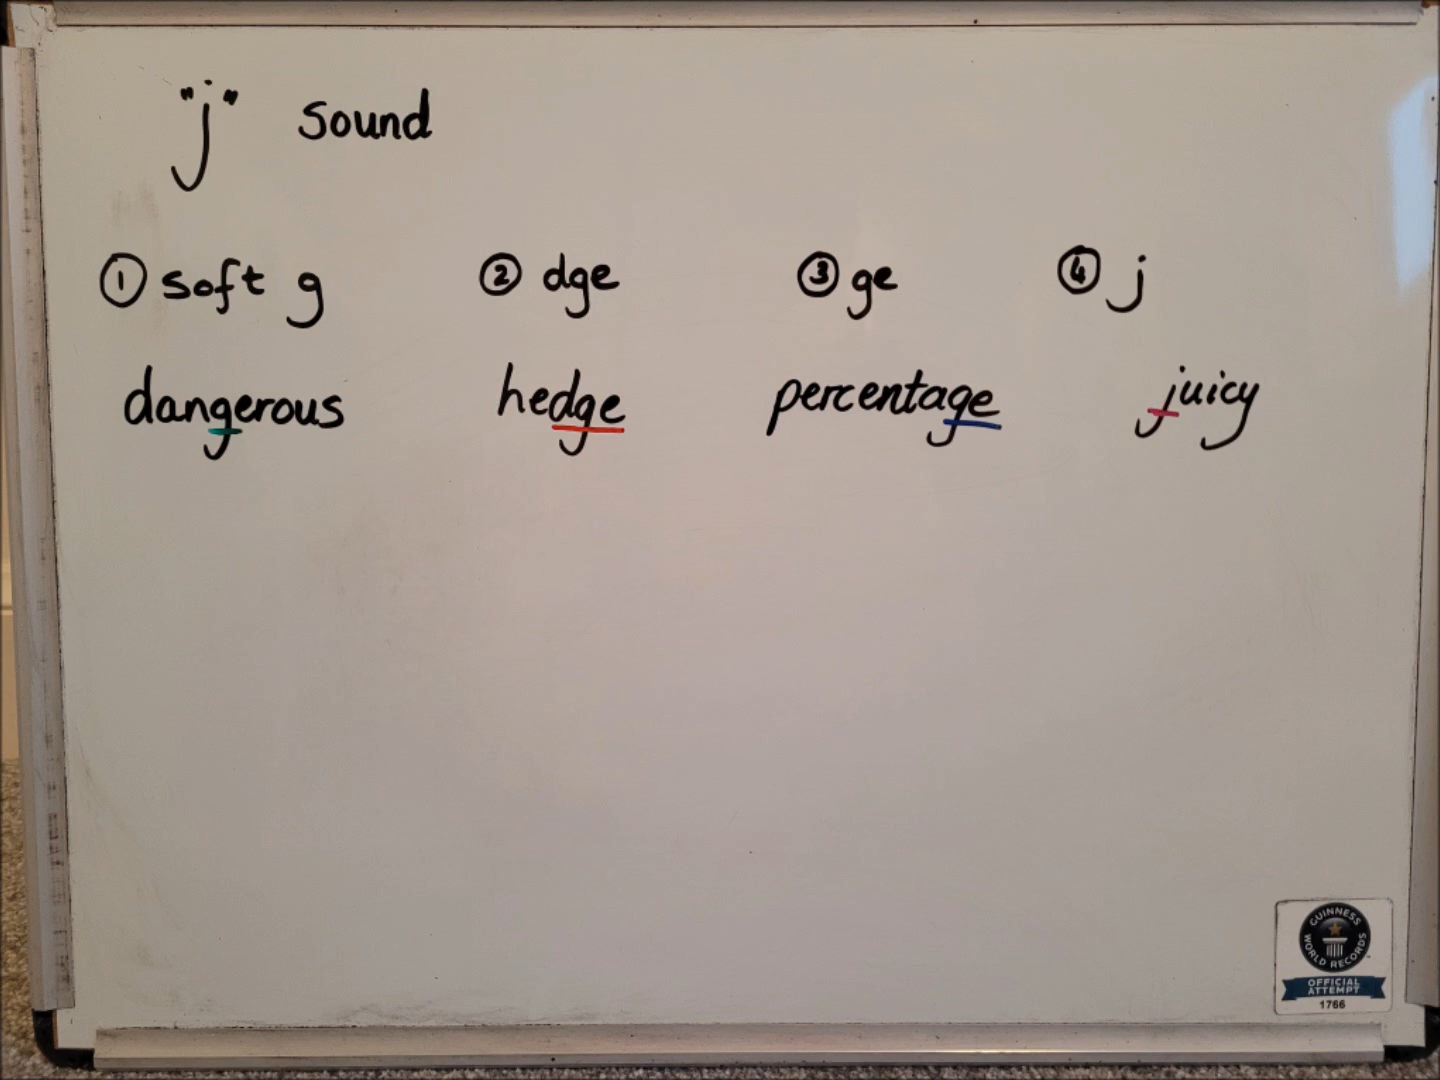 "j" sound
① soft g ② dge ③ ge ④ j
dangerous hedge percentage juicy
GUINNESS
WORLD RECORDS
OFFICIAL
ATTEMPT
1766